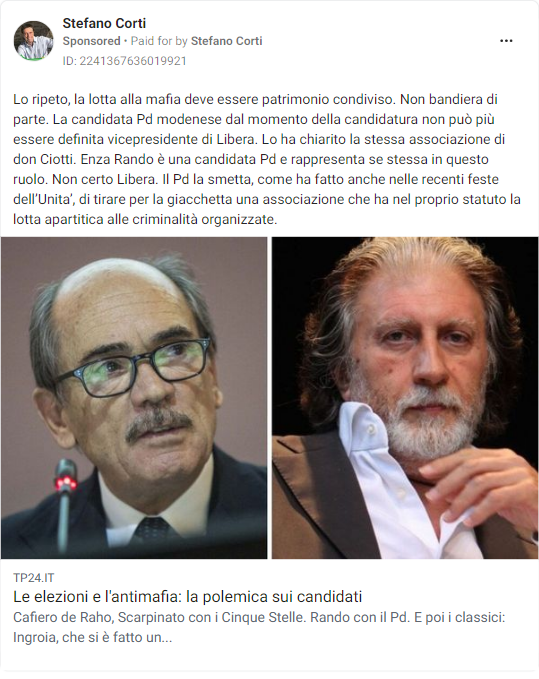 Stefano Corti
Sponsored • Paid for by Stefano Corti
ID: 2241367636019921
Lo ripeto, la lotta alla mafia deve essere patrimonio condiviso. Non bandiera di
parte. La candidata Pd modenese dal momento della candidatura non può più
essere definita vicepresidente di Libera. Lo ha chiarito la stessa associazione di
don Ciotti. Enza Rando è una candidata Pd e rappresenta se stessa in questo
ruolo. Non certo Libera. Il Pd la smetta, come ha fatto anche nelle recenti feste
dell’Unita’, di tirare per la giacchetta una associazione che ha nel proprio statuto la
lotta apartitica alle criminalità organizzate.
TP24.IT
Le elezioni e l'antimafia: la polemica sui candidati
Cafiero de Raho, Scarpinato con i Cinque Stelle. Rando con il Pd. E poi i classici:
Ingroia, che si è fatto un...